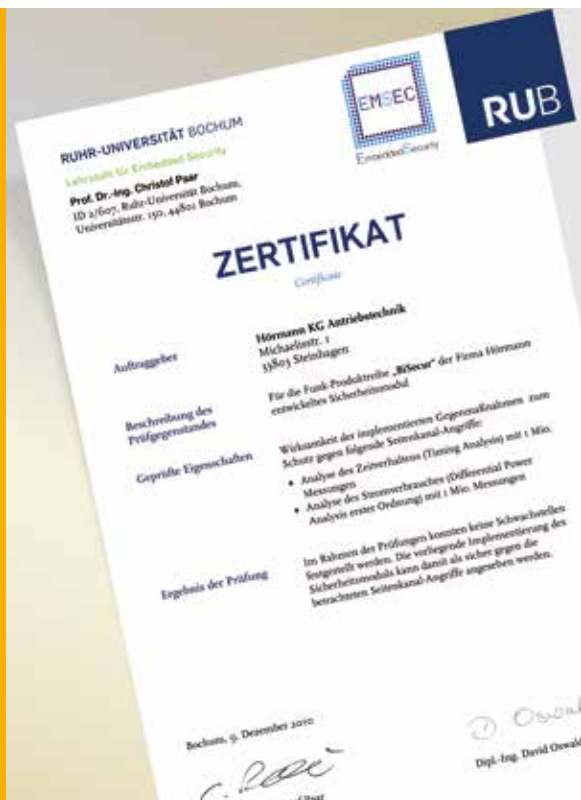 EMSEC
Embedded Security
RUB
RUHR-UNIVERSITÄT BOCHUM
Lehrstuhl für Embedded Security
Prof. Dr.-Ing. Christof Paar
ID 2/607, Ruhr-Universität Bochum,
Universitätsstr. 150, 44801 Bochum
ZERTIFIKAT
Certificate
Auftraggeber
Hörmann KG Antriebstechnik
Michaelisstr. 1
33803 Steinhagen
Beschreibung des
Prüfgegenstandes
Für die Funk-Produktreihe „BiSecur“ der Firma Hörmann
entwickeltes Sicherheitsmodul
Geprüfte Eigenschaften
Wirksamkeit der implementierten Gegenmaßnahmen zum
Schutz gegen folgende Seitenkanal-Angriffe:
• Analyse des Zeitverhaltens (Timing Analysis) mit 1 Mio.
Messungen
• Analyse des Stromverbrauches (Differential Power
Analysis erster Ordnung) mit 1 Mio. Messungen
Ergebnis der Prüfung
Im Rahmen der Prüfungen konnten keine Schwachstellen
festgestellt werden. Die vorliegende Implementierung des
Sicherheitsmoduls kann damit als sicher gegen die
betrachteten Seitenkanal-Angriffe angesehen werden.
Bochum, 9. Dezember 2010
D. Oswald
Dipl.-Ing. David Oswald
Paar